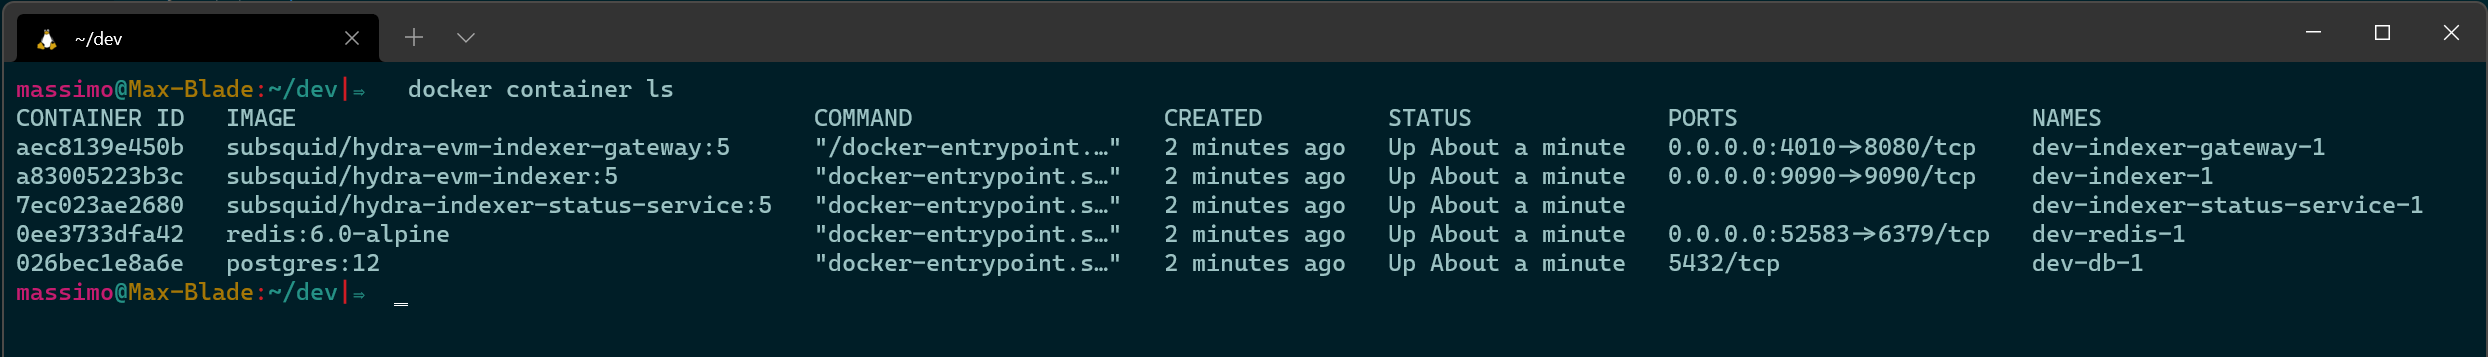 ~/dev
massimo@Max-Blade:~/dev|⇒   docker container ls
CONTAINER ID   IMAGE                                     COMMAND                  CREATED         STATUS              PORTS                     NAMES
aec8139e450b   subsquid/hydra-evm-indexer-gateway:5      "/docker-entrypoint.…"   2 minutes ago   Up About a minute   0.0.0.0:4010->8080/tcp    dev-indexer-gateway-1
a83005223b3c   subsquid/hydra-evm-indexer:5              "docker-entrypoint.s…"   2 minutes ago   Up About a minute   0.0.0.0:9090->9090/tcp    dev-indexer-1
7ec023ae2680   subsquid/hydra-indexer-status-service:5   "docker-entrypoint.s…"   2 minutes ago   Up About a minute                             dev-indexer-status-service-1
0ee3733dfa42   redis:6.0-alpine                          "docker-entrypoint.s…"   2 minutes ago   Up About a minute   0.0.0.0:52583->6379/tcp   dev-redis-1
026bec1e8a6e   postgres:12                               "docker-entrypoint.s…"   2 minutes ago   Up About a minute   5432/tcp                  dev-db-1
massimo@Max-Blade:~/dev|⇒